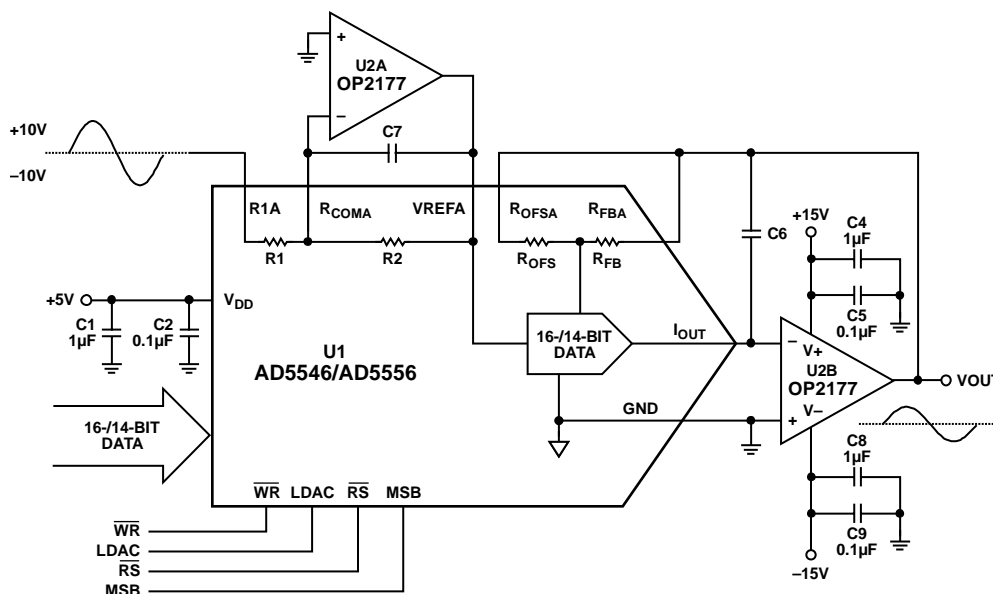 +
U2A
OP2177
–
C7
+10V
–10V
R1A
RCOMA
VREFA
ROFSA
RFBA
R1
R2
ROFS
RFB
C6
+15V
C4
1µF
C5
0.1µF
+5V
C1
1µF
C2
0.1µF
VDD
U1
AD5546/AD5556
16-/14-BIT
DATA
IOUT
GND
–
V+
U2B
OP2177
V–
+
VOUT
16-/14-BIT
DATA
C8
1µF
C9
0.1µF
–15V
WR LDAC RS MSB
WR
LDAC
RS
MSB